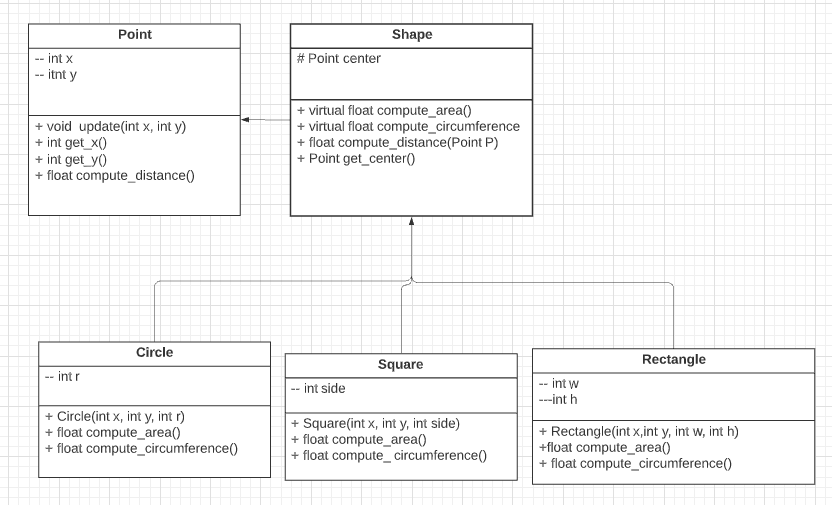 Point
-- int x
-- itnt y
+ void  update(int x, int y)
+ int get_x()
+ int get_y()
+ float compute_distance()
Shape
# Point center
+ virtual float compute_area()
+ virtual float compute_circumference
+ float compute_distance(Point P)
+ Point get_center()
Circle
-- int r
+ Circle(int x, int y, int r)
+ float compute_area()
+ float compute_circumference()
Square
-- int side
+ Square(int x, int y, int side)
+ float compute_area()
+ float compute_ circumference()
Rectangle
-- int w
---int h
+ Rectangle(int x,int y, int w, int h)
+float compute_area()
+ float compute_circumference()